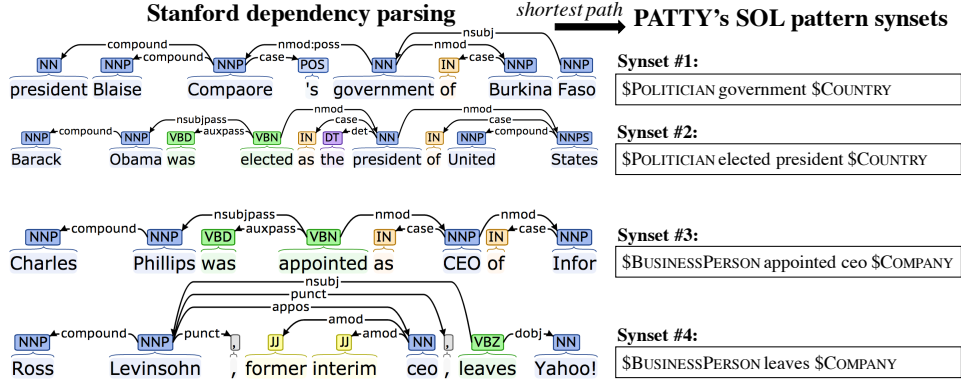 Stanford dependency parsing
shortest path
PATTY's SOL pattern synsets
nsubj
compound nmod:poss nmod
compound case case
NN NNP NNP POS NN IN NNP NNP
president Blaise Compaore 's government of Burkina Faso
Synset #1:
$POLITICIAN government $COUNTRY
nmod nmod
nsubjpass case case
compound auxpass det compound
NNP NNP VBD VBN IN DT NN IN NNP NNPS
Barack Obama was elected as the president of United States
Synset #2:
$POLITICIAN elected president $COUNTRY
nsubjpass nmod nmod
compound auxpass case case
NNP NNP VBD VBN IN NNP IN NNP
Charles Phillips was appointed as CEO of Infor
Synset #3:
$BUSINESSPERSON appointed ceo $COMPANY
nsubj
punct
appos
amod
compound punct amod dobj
NNP NNP , JJ JJ NN , VBZ NN
Ross Levinsohn , former interim ceo , leaves Yahoo!
Synset #4:
$BUSINESSPERSON leaves $COMPANY